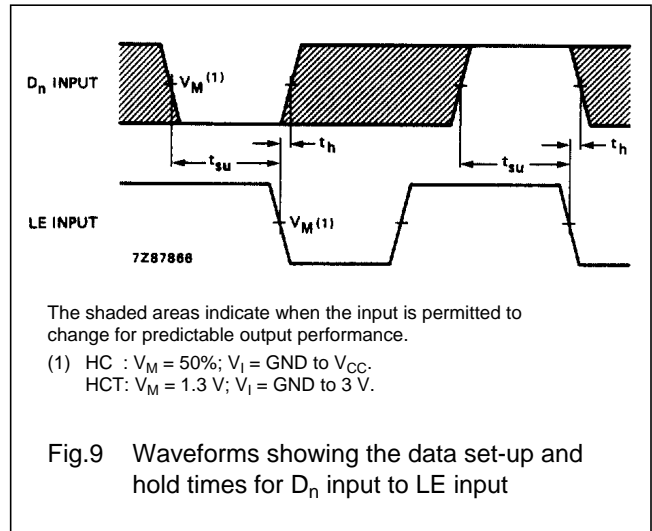 Dn INPUT
VM(1)
th
tsu
tsu
th
LE INPUT
VM(1)
7Z87866
The shaded areas indicate when the input is permitted to
change for predictable output performance.
(1) HC : VM = 50%; VI = GND to VCC.
HCT: VM = 1.3 V; VI = GND to 3 V.
Fig.9 Waveforms showing the data set-up and
hold times for Dn input to LE input